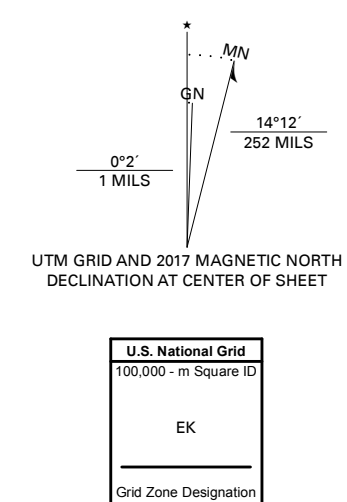 ★
MN
GN
14°12´
252 MILS
0°2´
1 MILS
UTM GRID AND 2017 MAGNETIC NORTH
DECLINATION AT CENTER OF SHEET
U.S. National Grid
100,000 - m Square ID
EK
Grid Zone Designation